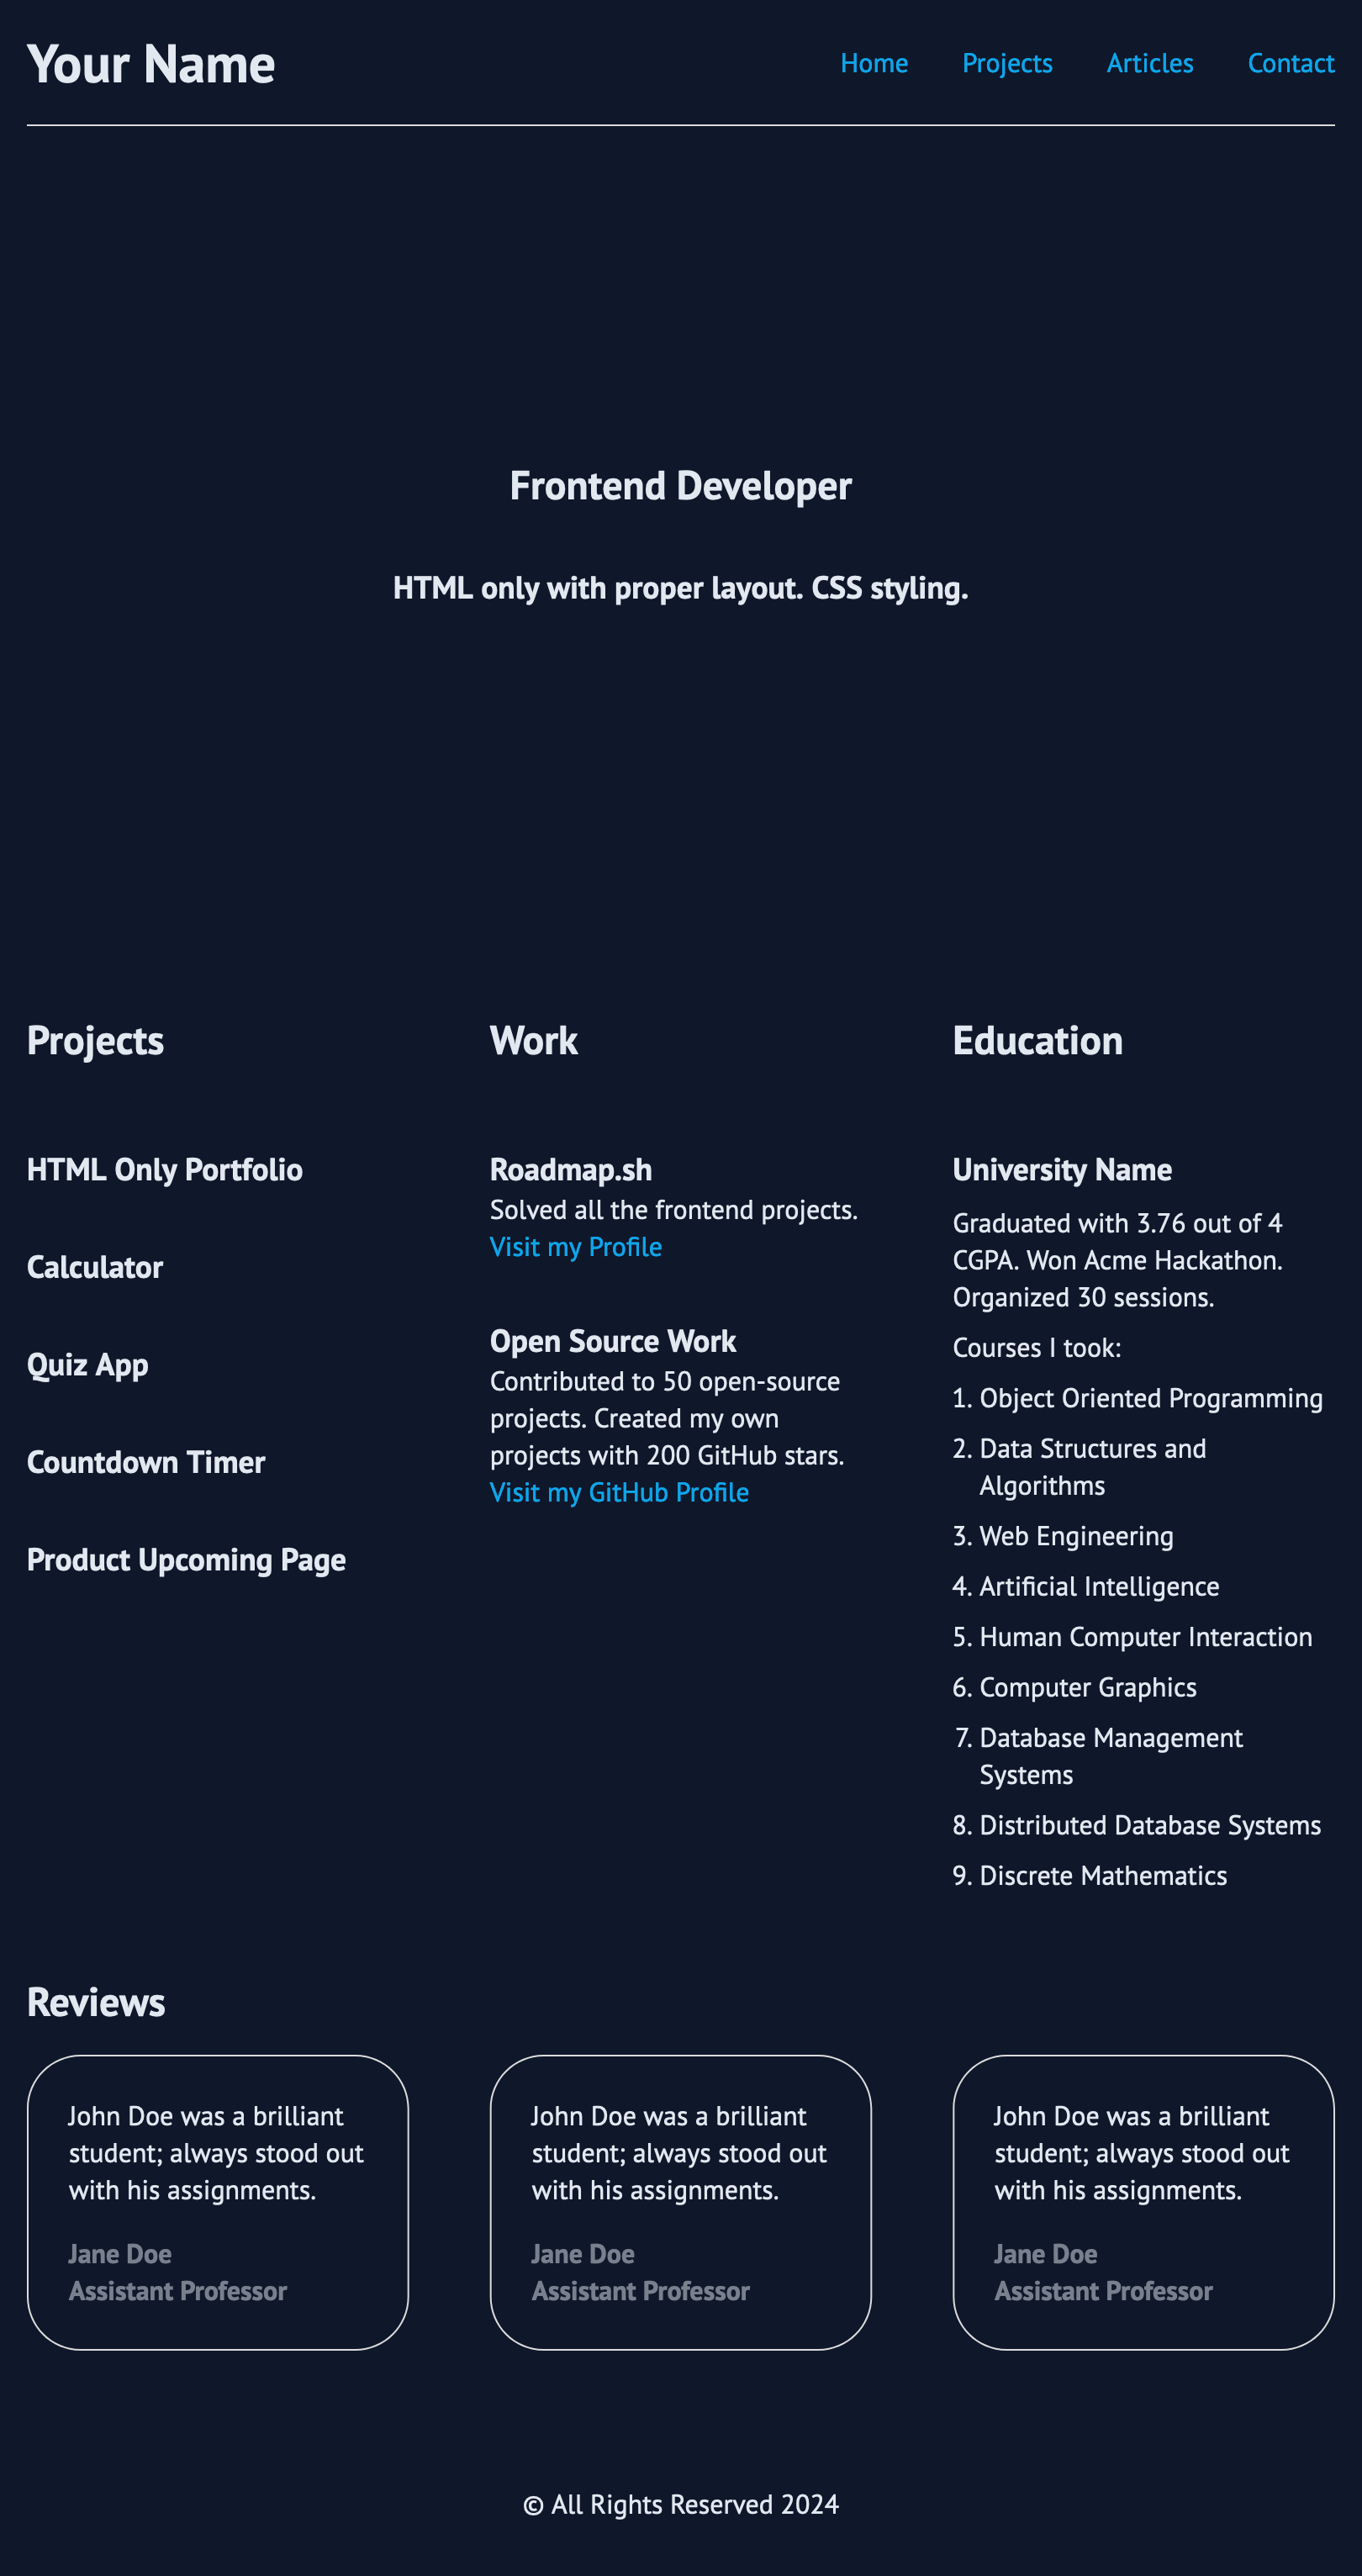 Your Name
Home Projects Articles Contact
Frontend Developer
HTML only with proper layout. CSS styling.
Projects
HTML Only Portfolio
Calculator
Quiz App
Countdown Timer
Product Upcoming Page
Work
Roadmap.sh
Solved all the frontend projects.
Visit my Profile
Open Source Work
Contributed to 50 open-source
projects. Created my own
projects with 200 GitHub stars.
Visit my GitHub Profile
Education
University Name
Graduated with 3.76 out of 4
CGPA. Won Acme Hackathon.
Organized 30 sessions.
Courses I took:
1. Object Oriented Programming
2. Data Structures and
Algorithms
3. Web Engineering
4. Artificial Intelligence
5. Human Computer Interaction
6. Computer Graphics
7. Database Management
Systems
8. Distributed Database Systems
9. Discrete Mathematics
Reviews
John Doe was a brilliant
student; always stood out
with his assignments.
Jane Doe
Assistant Professor
John Doe was a brilliant
student; always stood out
with his assignments.
Jane Doe
Assistant Professor
John Doe was a brilliant
student; always stood out
with his assignments.
Jane Doe
Assistant Professor
© All Rights Reserved 2024